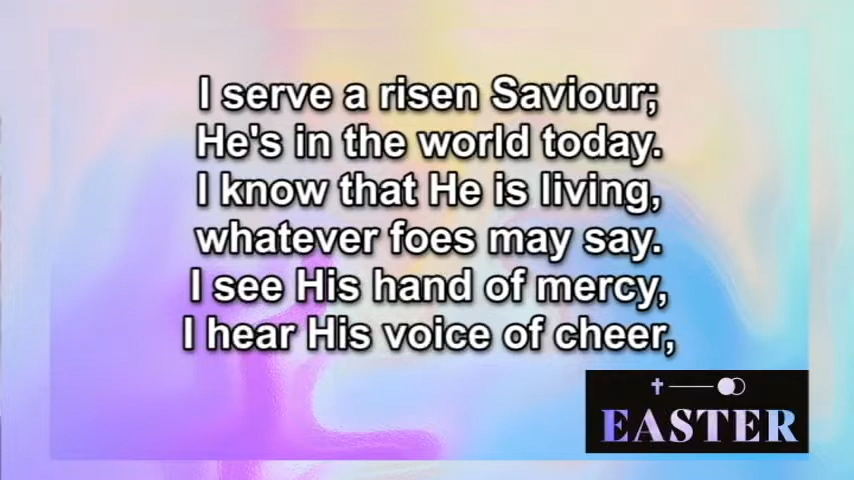 I serve a risen Saviour;
He's in the world today.
I know that He is living,
whatever foes may say.
I see His hand of mercy,
I hear His voice of cheer,
EASTER